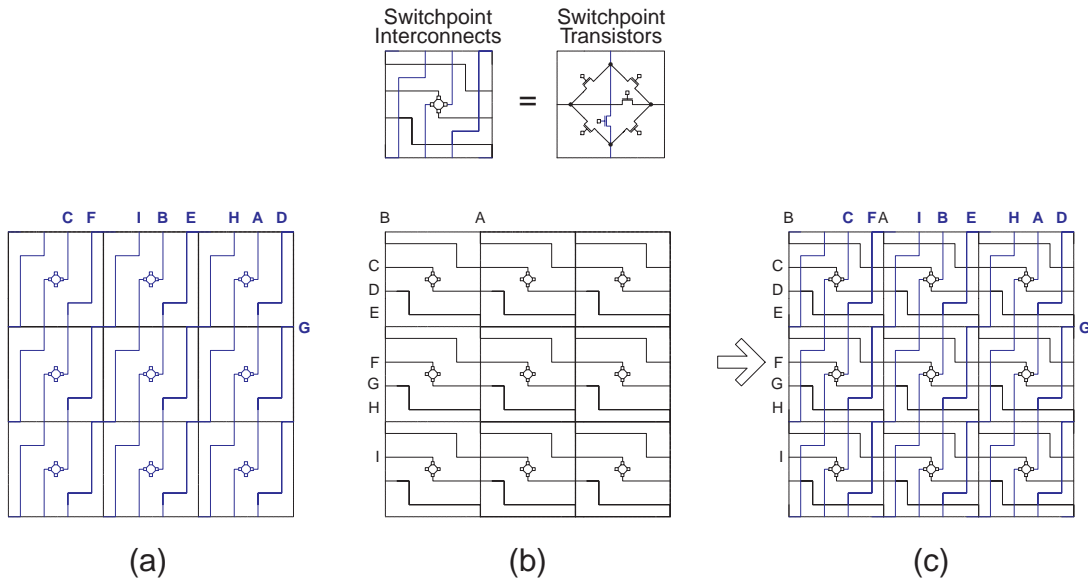 Switchpoint Interconnects
=
Switchpoint Transistors
C F I B E H A D
G
B A
C
D
E
F
G
H
I
B C F A I B E H A D
C
D
E
G
F
G
H
I
(a) (b) (c)